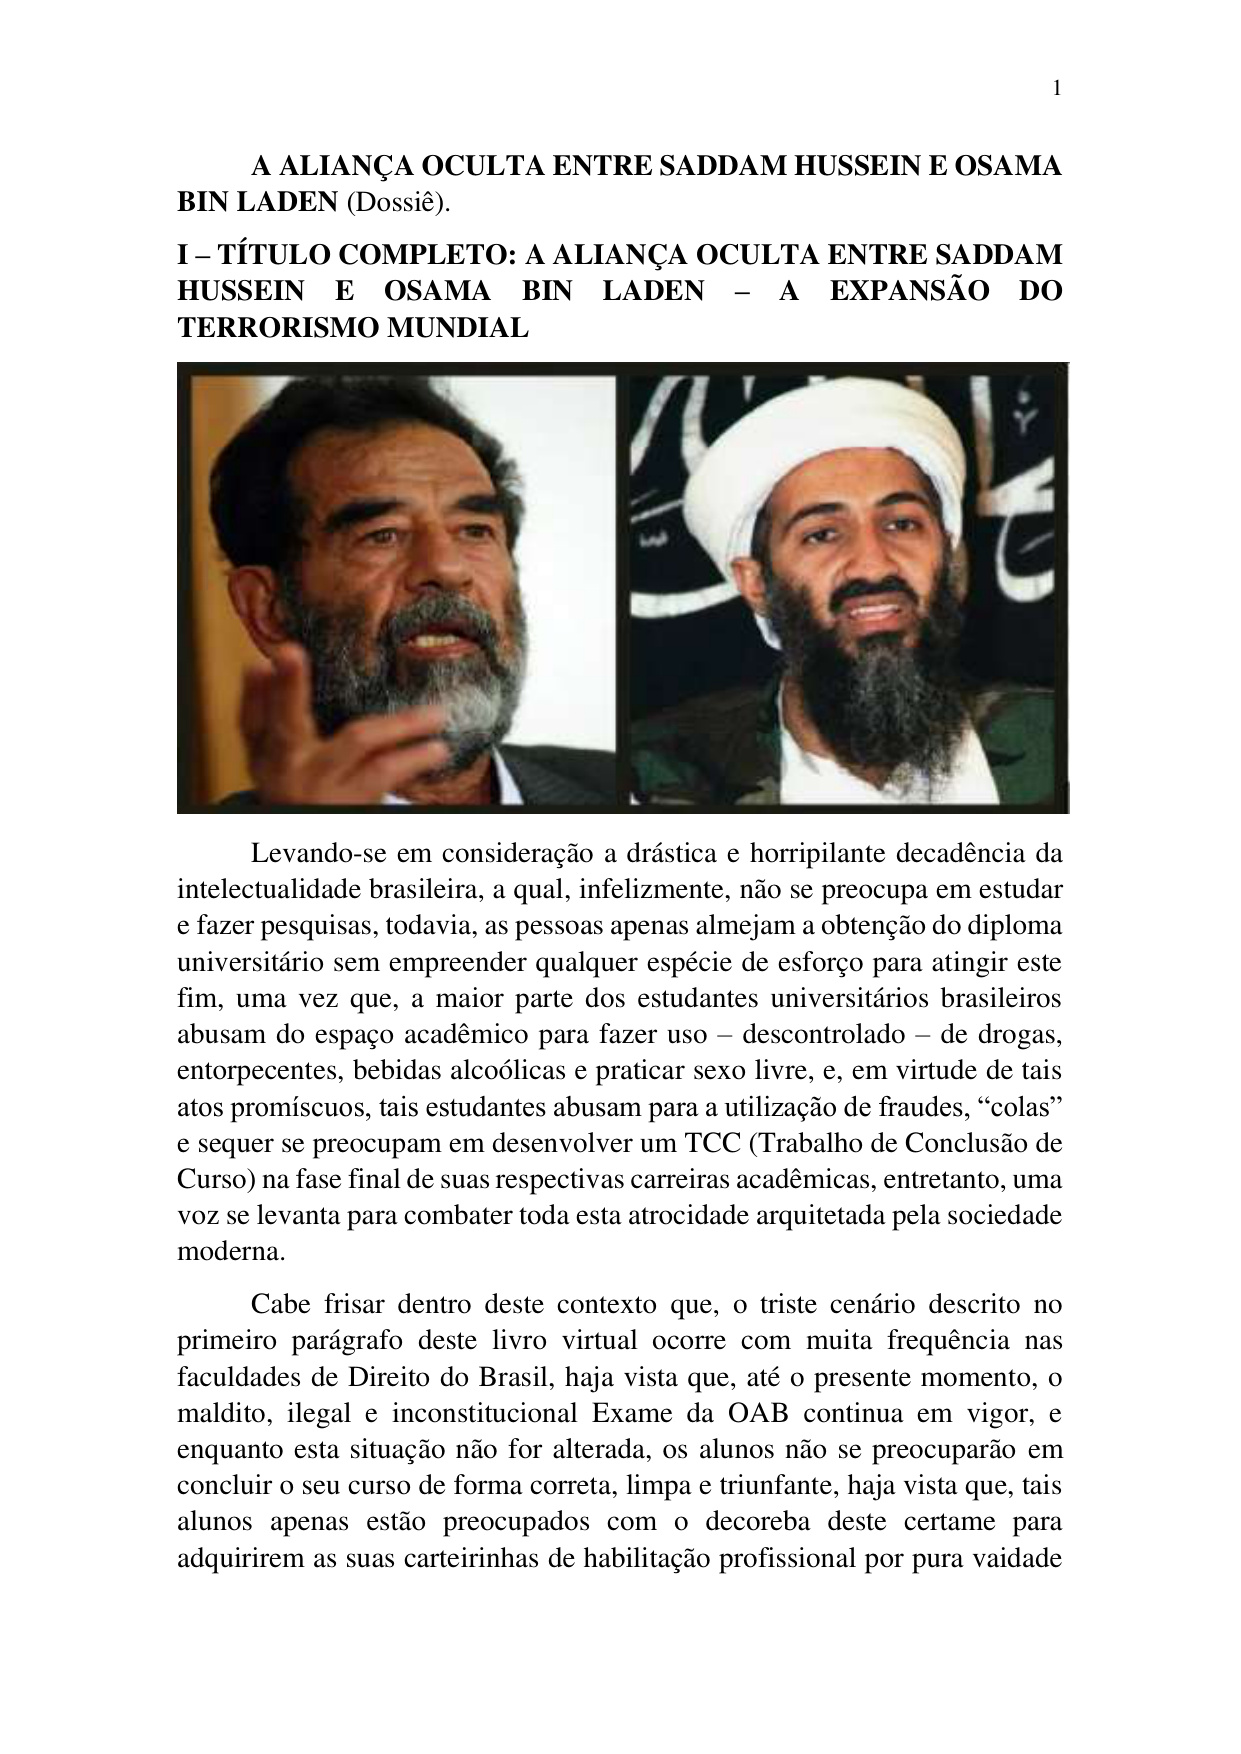 1
A ALIANÇA OCULTA ENTRE SADDAM HUSSEIN E OSAMA
BIN LADEN (Dossiê).
I – TÍTULO COMPLETO: A ALIANÇA OCULTA ENTRE SADDAM
HUSSEIN E OSAMA BIN LADEN – A EXPANSÃO DO
TERRORISMO MUNDIAL
Levando-se em consideração a drástica e horripilante decadência da
intelectualidade brasileira, a qual, infelizmente, não se preocupa em estudar
e fazer pesquisas, todavia, as pessoas apenas almejam a obtenção do diploma
universitário sem empreender qualquer espécie de esforço para atingir este
fim, uma vez que, a maior parte dos estudantes universitários brasileiros
abusam do espaço acadêmico para fazer uso – descontrolado – de drogas,
entorpecentes, bebidas alcoólicas e praticar sexo livre, e, em virtude de tais
atos promíscuos, tais estudantes abusam para a utilização de fraudes, “colas”
e sequer se preocupam em desenvolver um TCC (Trabalho de Conclusão de
Curso) na fase final de suas respectivas carreiras acadêmicas, entretanto, uma
voz se levanta para combater toda esta atrocidade arquitetada pela sociedade
moderna.
Cabe frisar dentro deste contexto que, o triste cenário descrito no
primeiro parágrafo deste livro virtual ocorre com muita frequência nas
faculdades de Direito do Brasil, haja vista que, até o presente momento, o
maldito, ilegal e inconstitucional Exame da OAB continua em vigor, e
enquanto esta situação não for alterada, os alunos não se preocuparão em
concluir o seu curso de forma correta, limpa e triunfante, haja vista que, tais
alunos apenas estão preocupados com o decoreba deste certame para
adquirirem as suas carteirinhas de habilitação profissional por pura vaidade